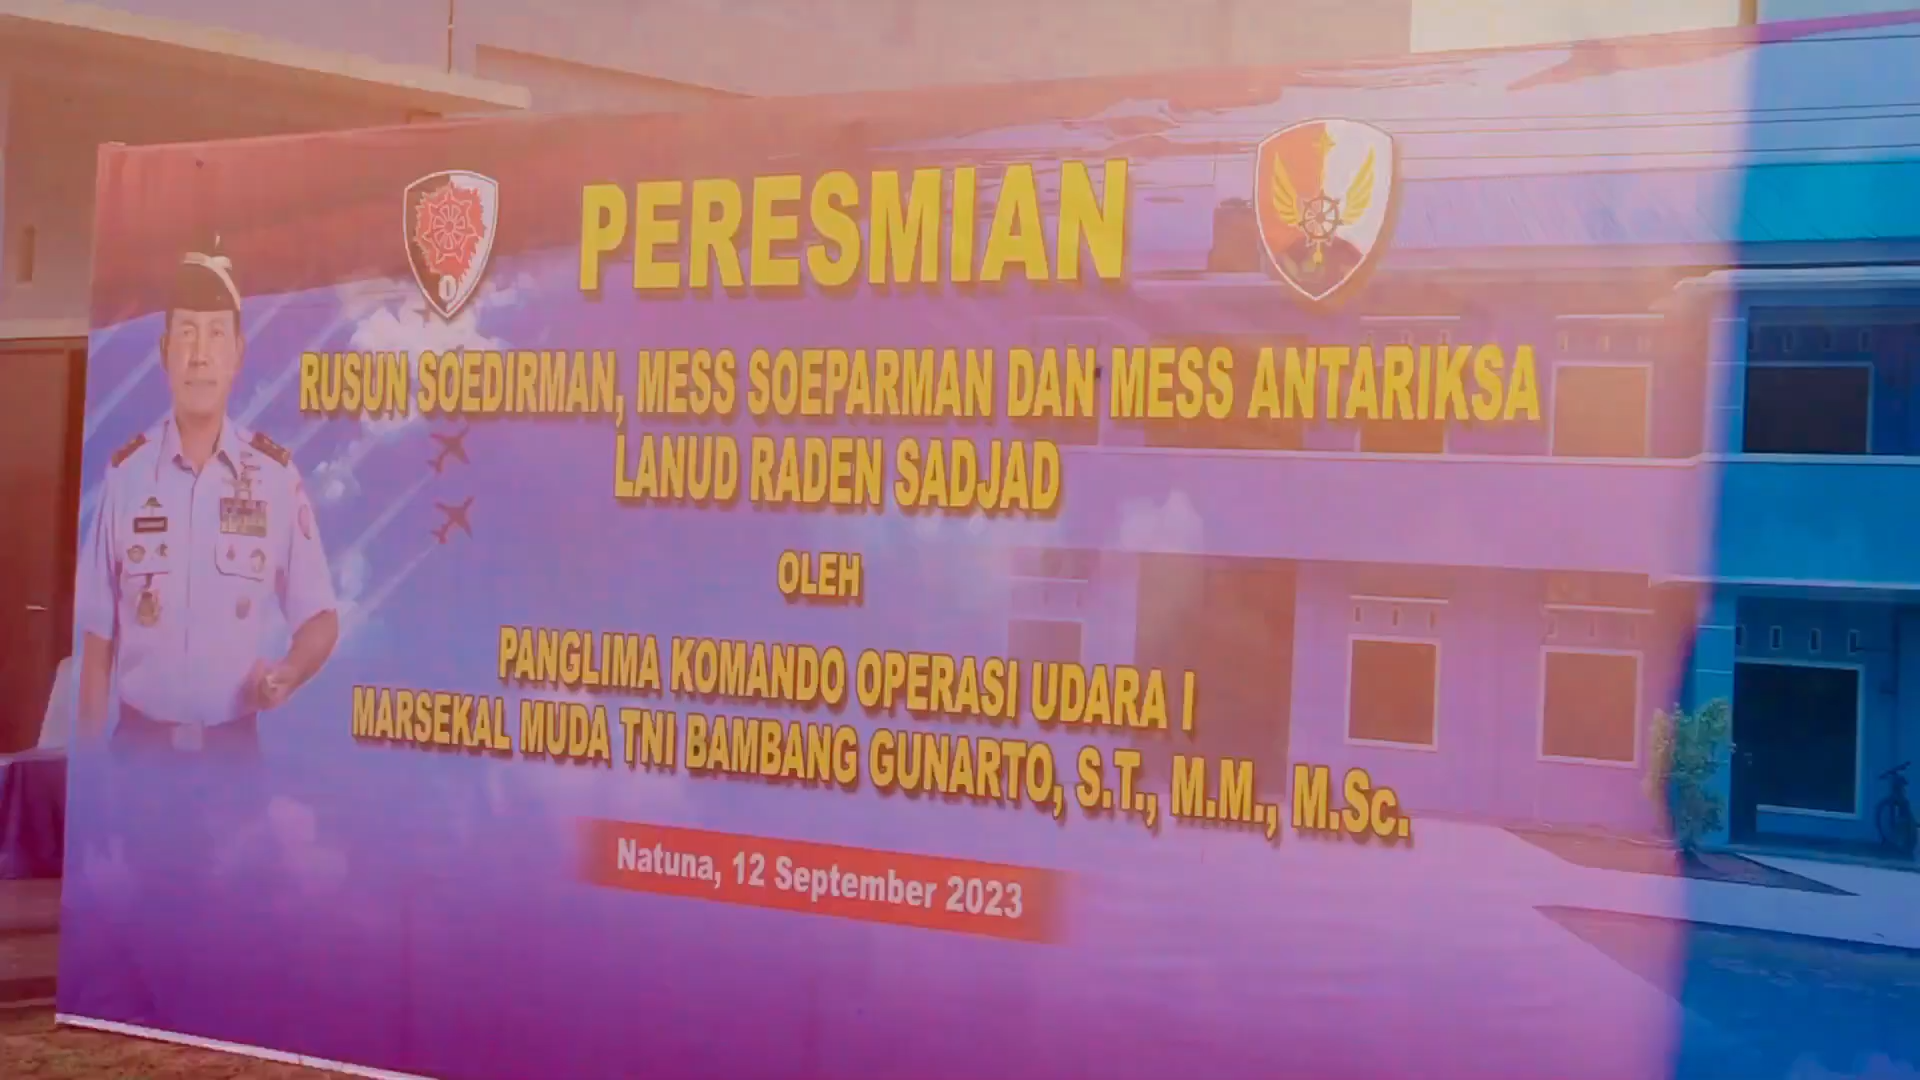 PERESMIAN
RUSUN SOEDIRMAN, MESS SOEPARMAN DAN MESS ANTARIKSA
LANUD RADEN SADJAD
OLEH
PANGLIMA KOMANDO OPERASI UDARA I
MARSEKAL MUDA TNI BAMBANG GUNARTO, S.T., M.M., M.Sc.
Natuna, 12 September 2023